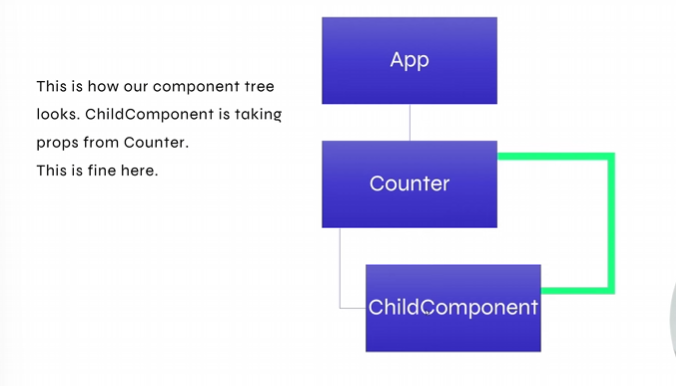 This is how our component tree
looks. ChildComponent is taking
props from Counter.
This is fine here.
App
Counter
ChildComponent